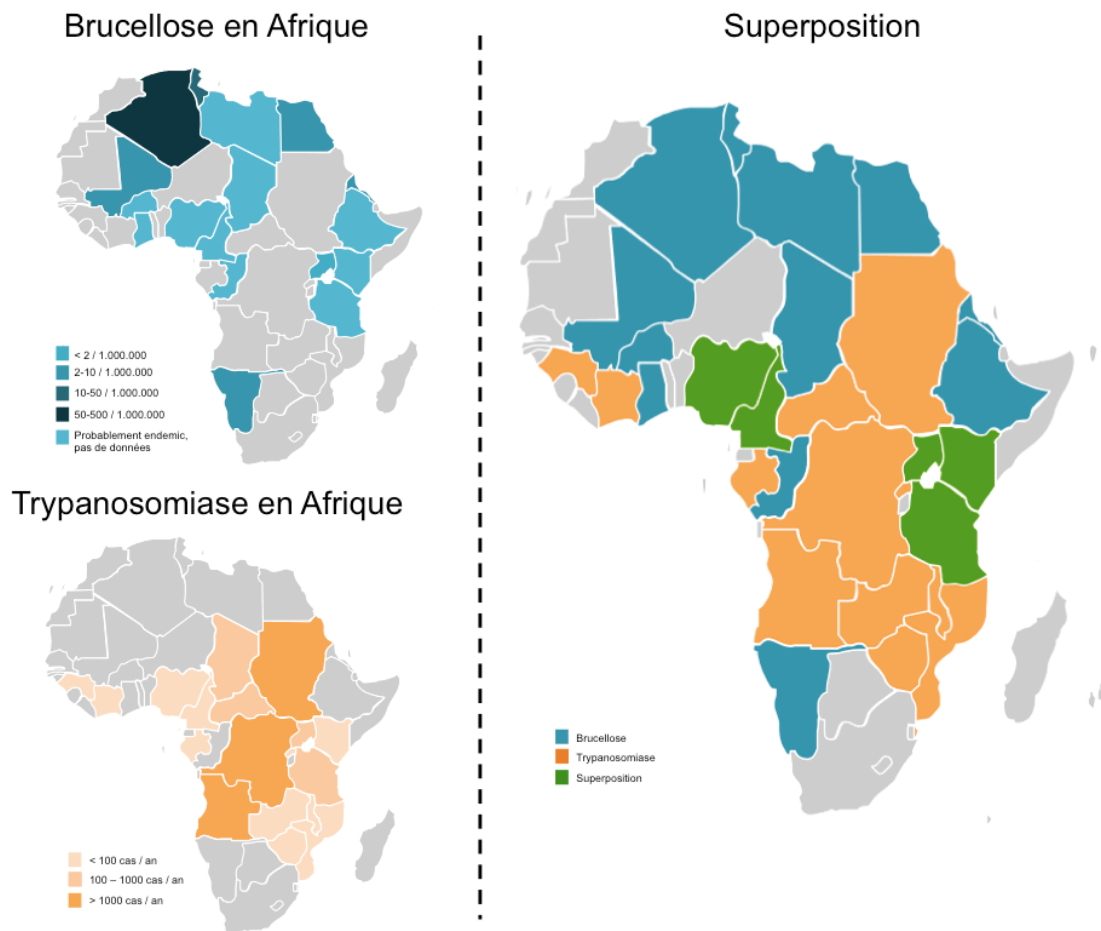 Brucellose en Afrique
< 2 / 1.000.000
2-10 / 1.000.000
10-50 / 1.000.000
50-500 / 1.000.000
Probablement endemic,
pas de données
Trypanosomiase en Afrique
< 100 cas / an
100 – 1000 cas / an
> 1000 cas / an
Superposition
Brucellose
Trypanosomiase
Superposition